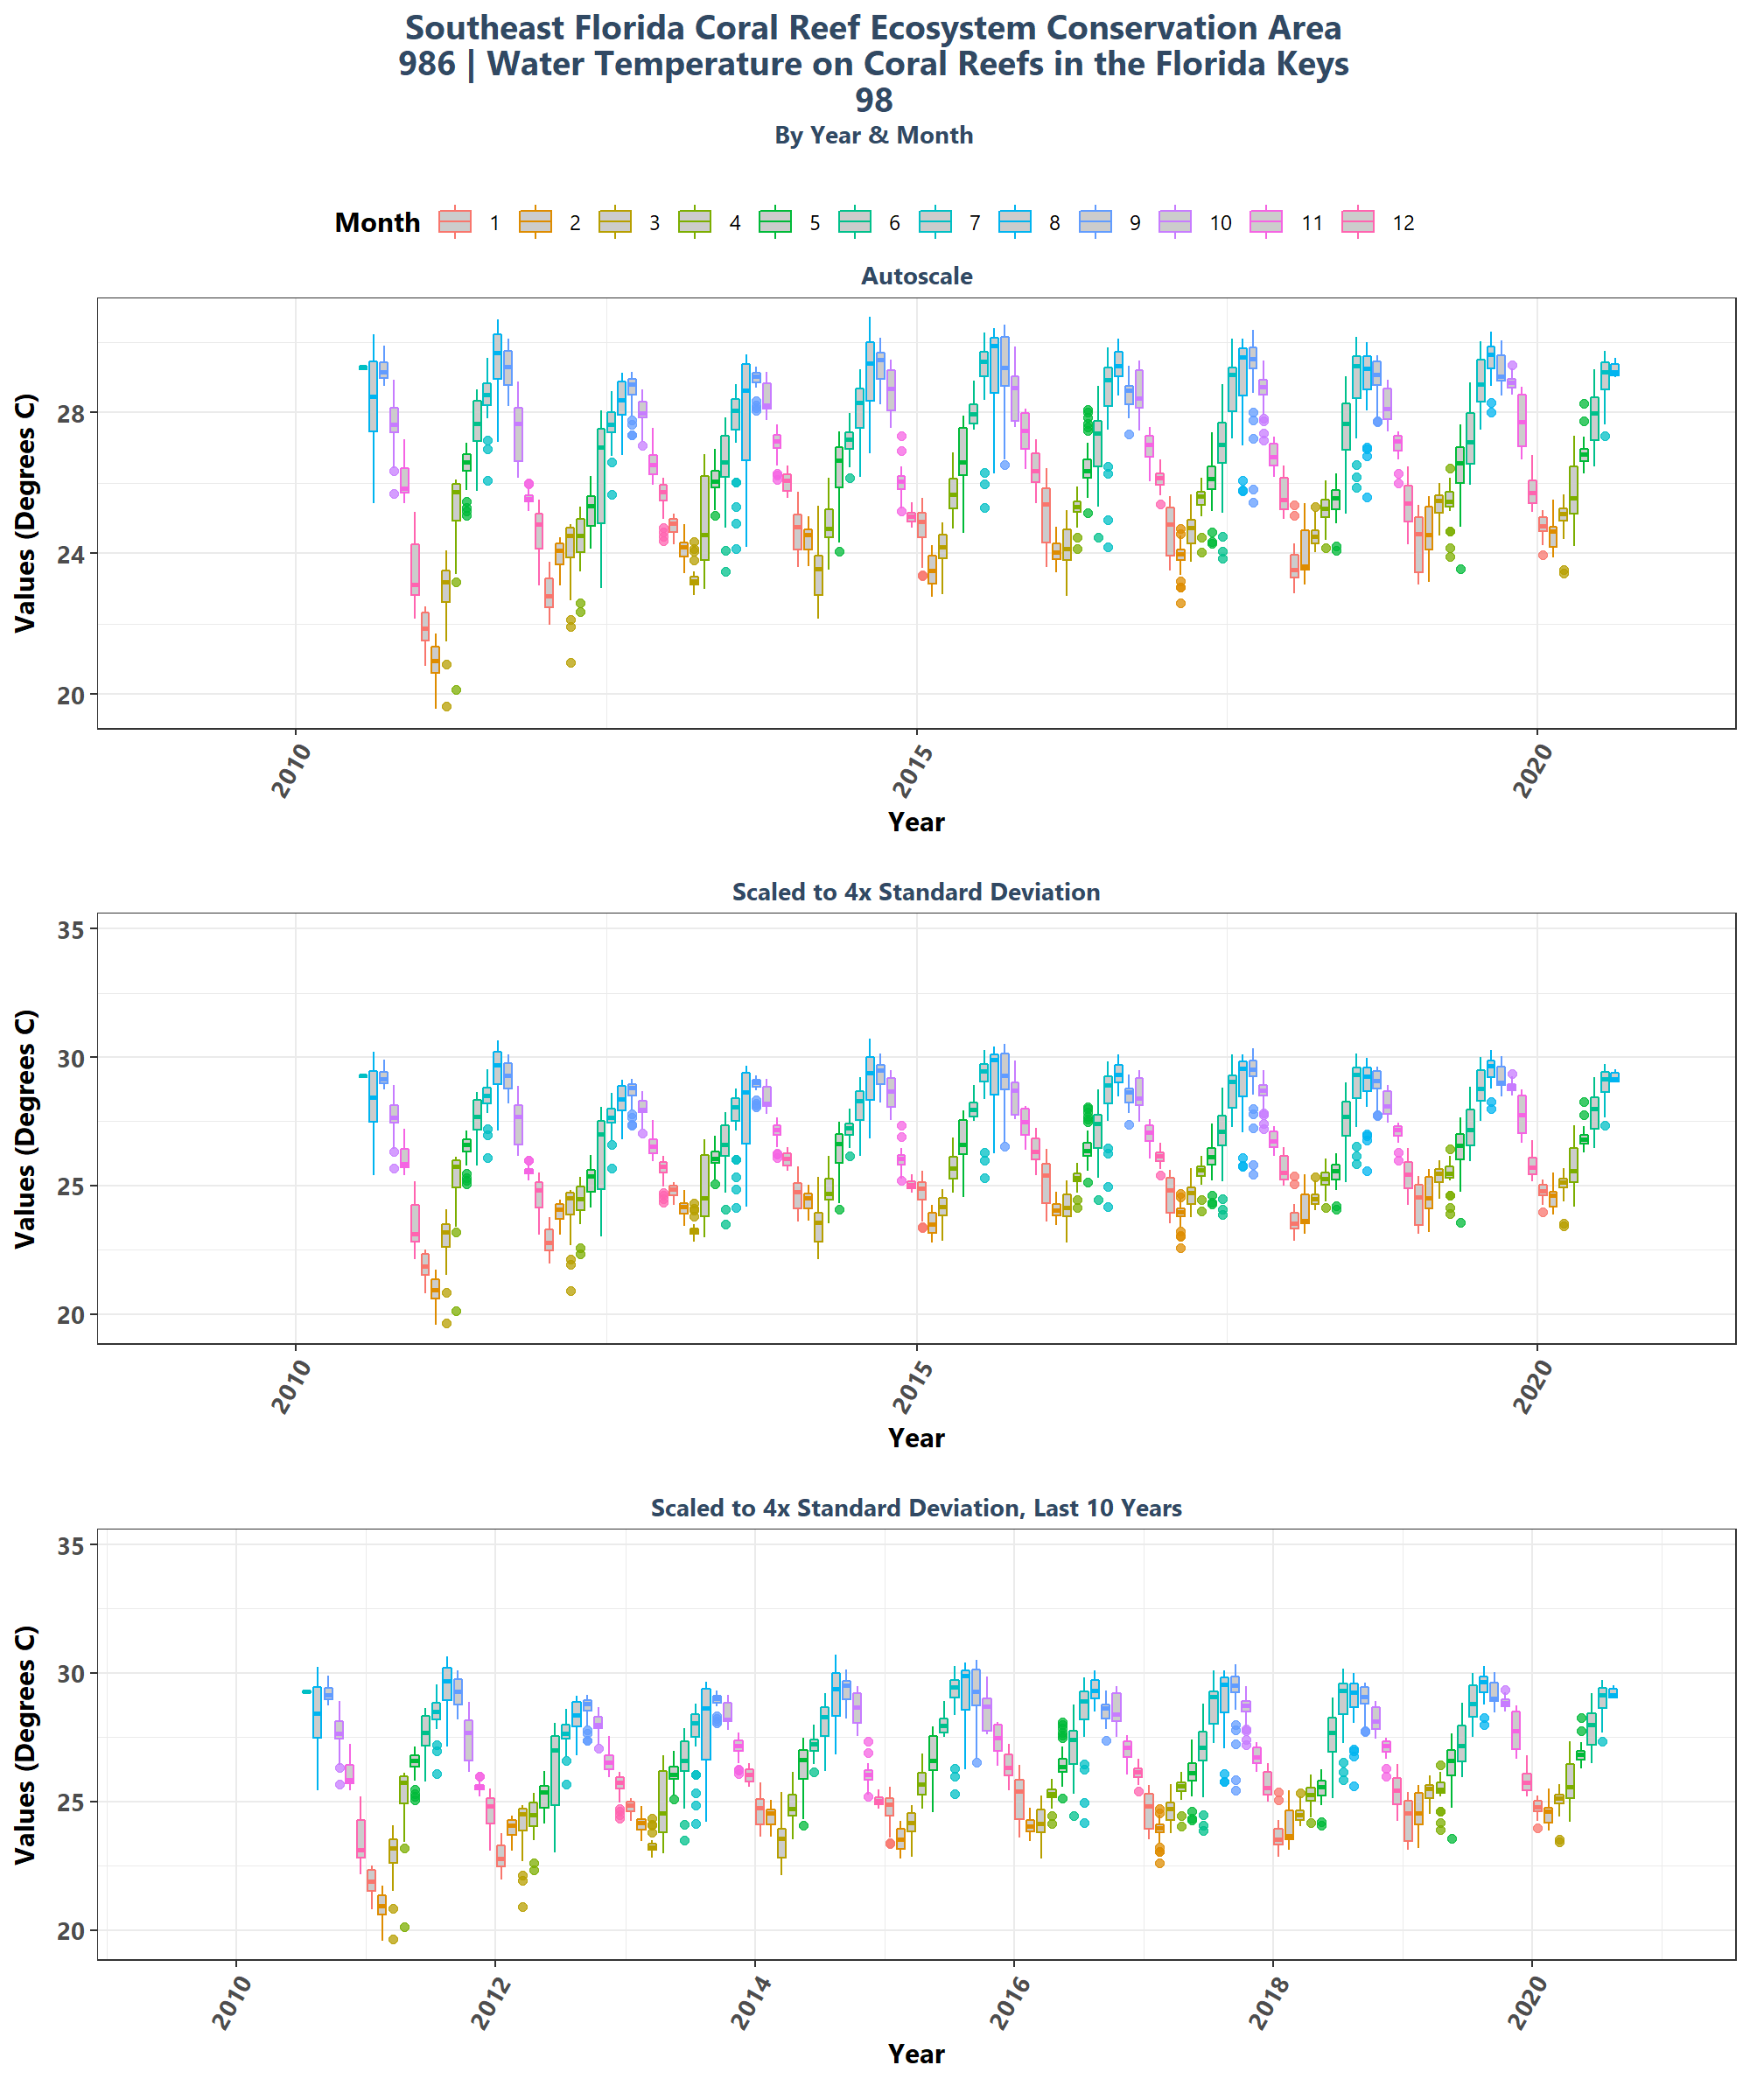 Southeast Florida Coral Reef Ecosystem Conservation Area
986 | Water Temperature on Coral Reefs in the Florida Keys
98
By Year & Month
Month 1 2 3 4 5 6 7 8 9 10 11 12
Autoscale
Values (Degrees C)
28
24
20
2010 2015 2020
Year
Scaled to 4x Standard Deviation
Values (Degrees C)
35
30
25
20
2010 2015 2020
Year
Scaled to 4x Standard Deviation, Last 10 Years
Values (Degrees C)
35
30
25
20
2010 2012 2014 2016 2018 2020
Year